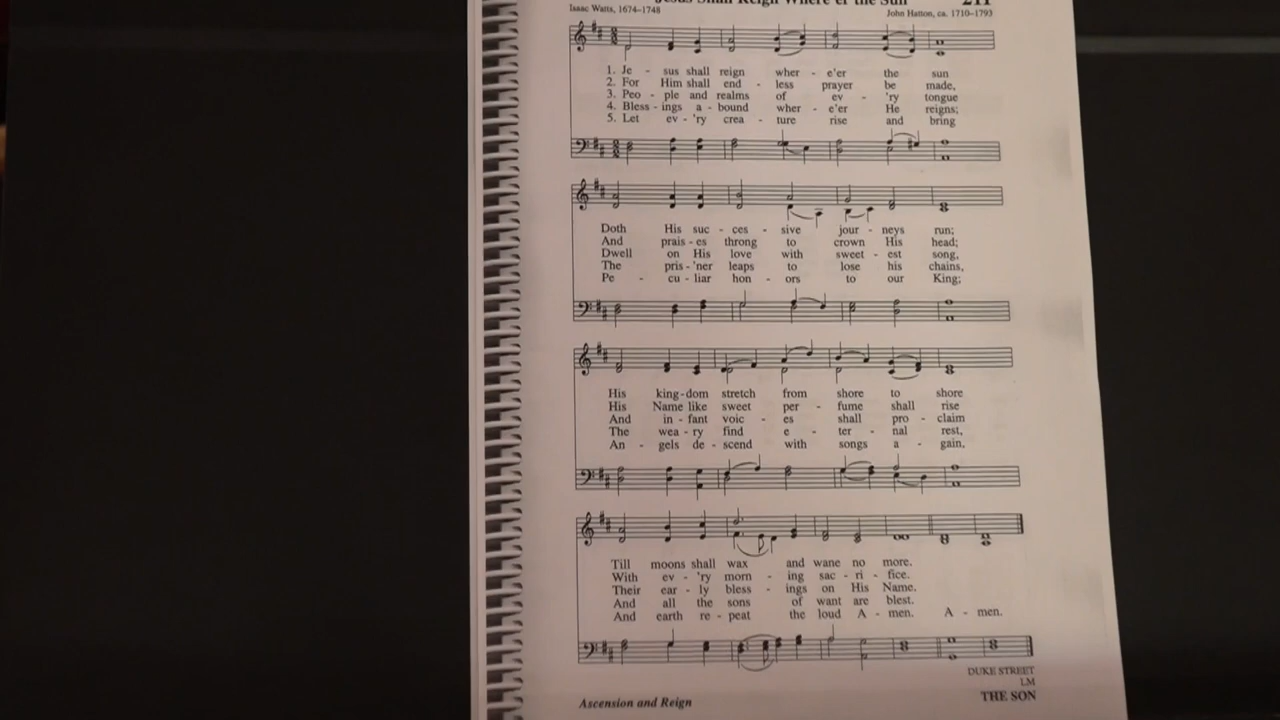 Jesus Shall Reign Where'er the Sun 211
Isaac Watts, 1674–1748 John Hatton, ca. 1710–1793
1. Je - sus shall reign wher - e'er the sun
2. For Him shall end - less prayer be made,
3. Peo - ple and realms of ev - 'ry tongue
4. Bless - ings a - bound wher - e'er He reigns;
5. Let ev - 'ry crea - ture rise and bring
Doth His suc - ces - sive jour - neys run;
And prais - es throng to crown His head;
Dwell on His love with sweet - est song,
The pris - 'ner leaps to lose his chains,
Pe - cu - liar hon - ors to our King;
His king - dom stretch from shore to shore
His Name like sweet per - fume shall rise
And in - fant voic - es shall pro - claim
The wea - ry find e - ter - nal rest,
An - gels de - scend with songs a - gain,
Till moons shall wax and wane no more.
With ev - 'ry morn - ing sac - ri - fice.
Their ear - ly bless - ings on His Name.
And all the sons of want are blest.
And earth re - peat the loud A - men. A - men.
DUKE STREET
LM
Ascension and Reign THE SON